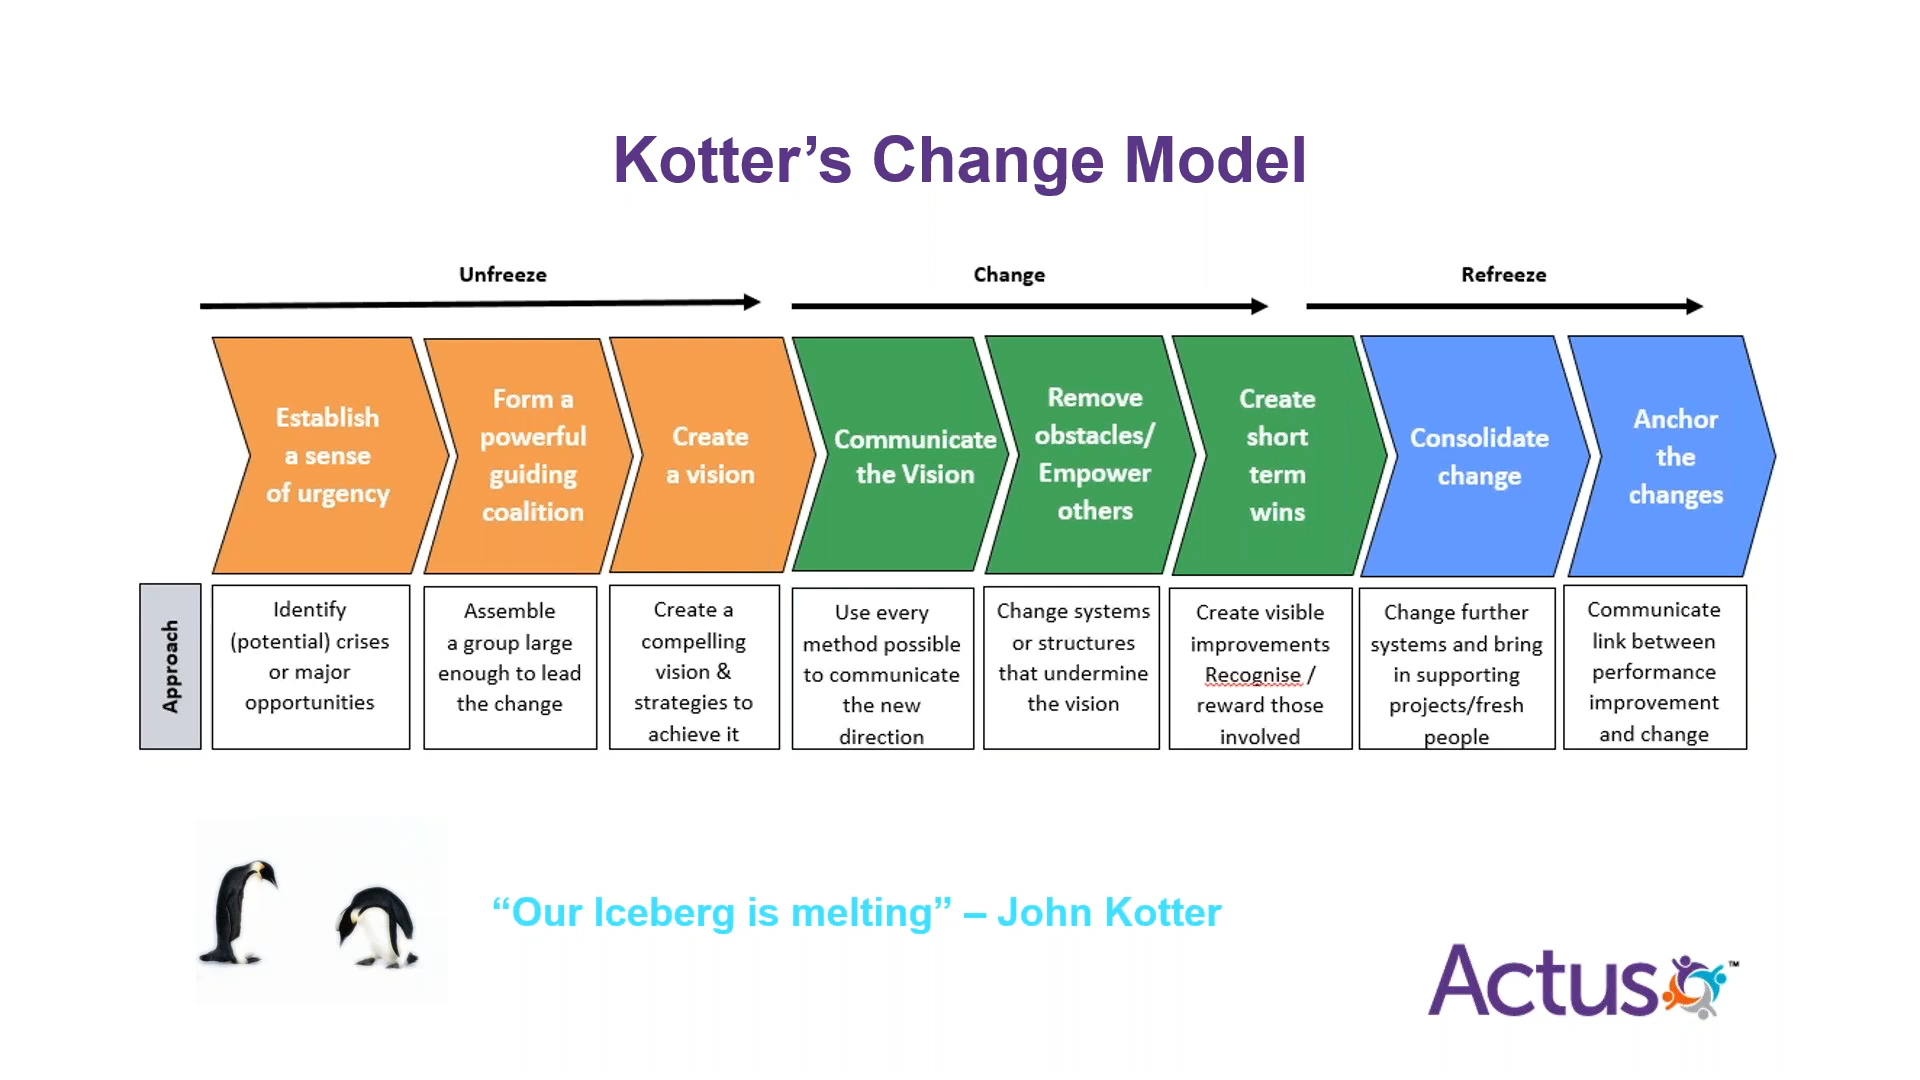 Kotter’s Change Model
Unfreeze
Change
Refreeze
Establish
a sense
of urgency
Form a
powerful
guiding
coalition
Create
a vision
Communicate
the Vision
Remove
obstacles/
Empower
others
Create
short
term
wins
Consolidate
change
Anchor
the
changes
Approach
Identify
(potential) crises
or major
opportunities
Assemble
a group large
enough to lead
the change
Create a
compelling
vision &
strategies to
achieve it
Use every
method possible
to communicate
the new
direction
Change systems
or structures
that undermine
the vision
Create visible
improvements
Recognise /
reward those
involved
Change further
systems and bring
in supporting
projects/fresh
people
Communicate
link between
performance
improvement
and change
“Our Iceberg is melting” – John Kotter
Actus ™